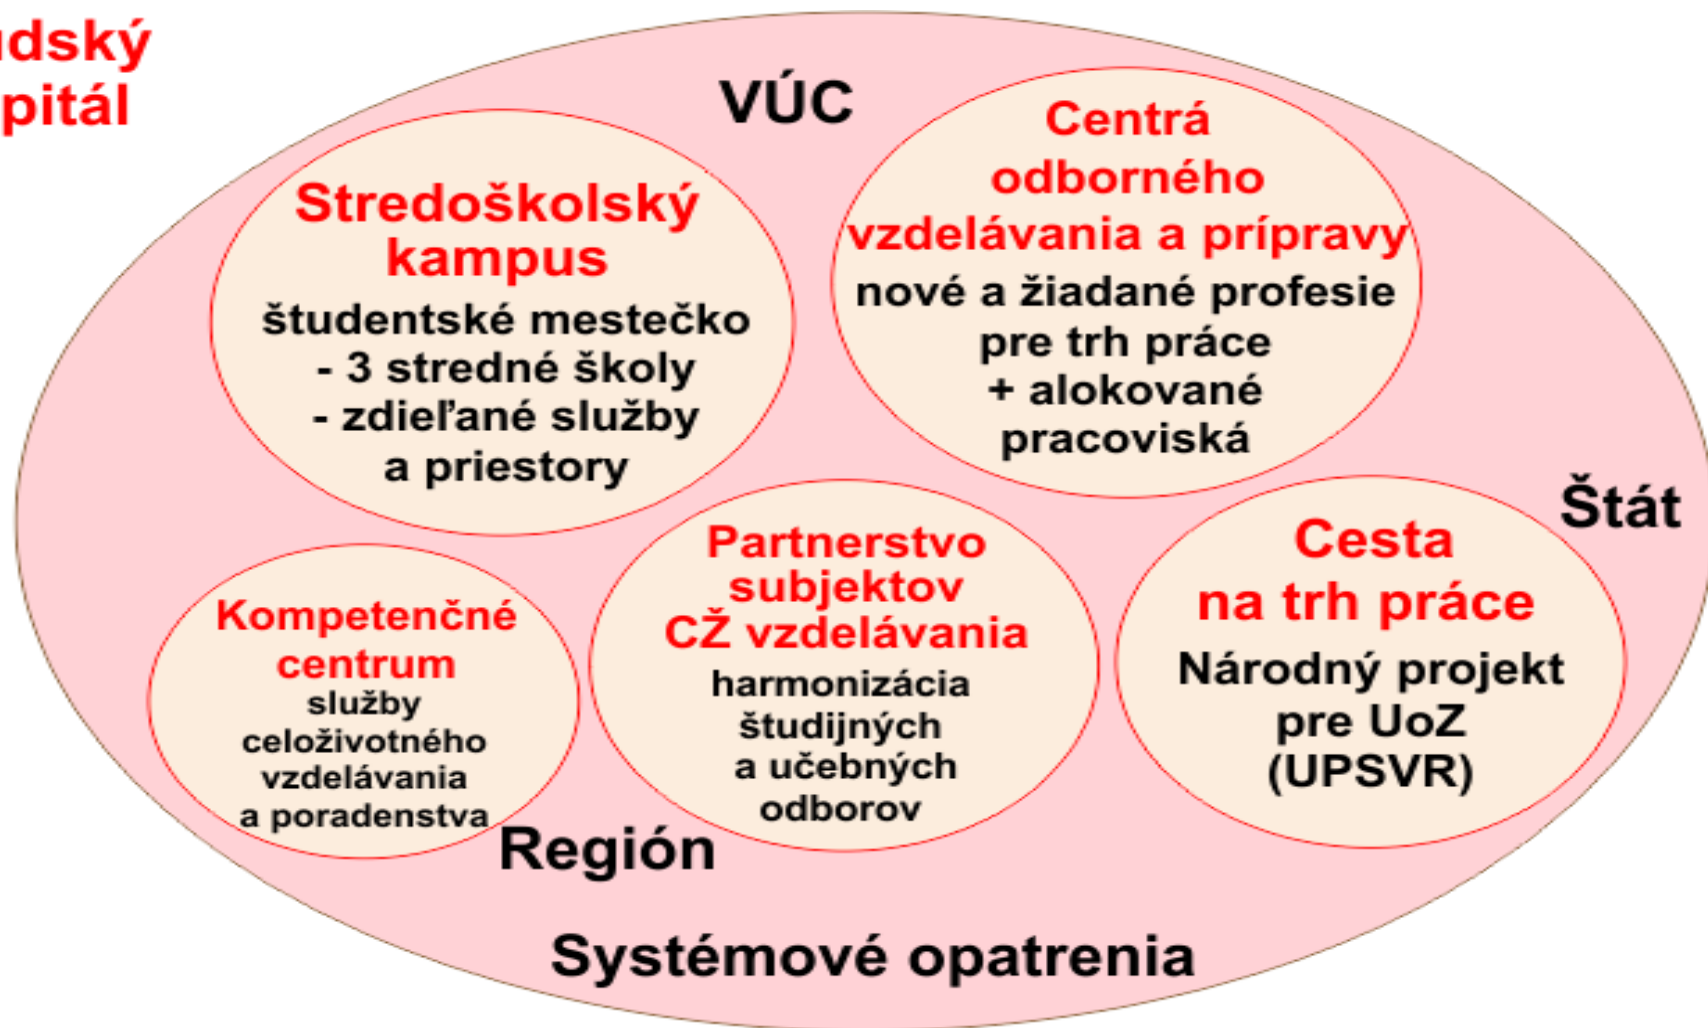 VÚC
Stredoškolský
kampus
študentské mestečko
- 3 stredné školy
- zdieľané služby
a priestory
Centrá
odborného
vzdelávania a prípravy
nové a žiadané profesie
pre trh práce
+ alokované
pracoviská
Štát
Kompetenčné
centrum
služby
celoživotného
vzdelávania
a poradenstva
Partnerstvo
subjektov
CŽ vzdelávania
harmonizácia
študijných
a učebných
odborov
Cesta
na trh práce
Národný projekt
pre UoZ
(UPSVR)
Región
Systémové opatrenia